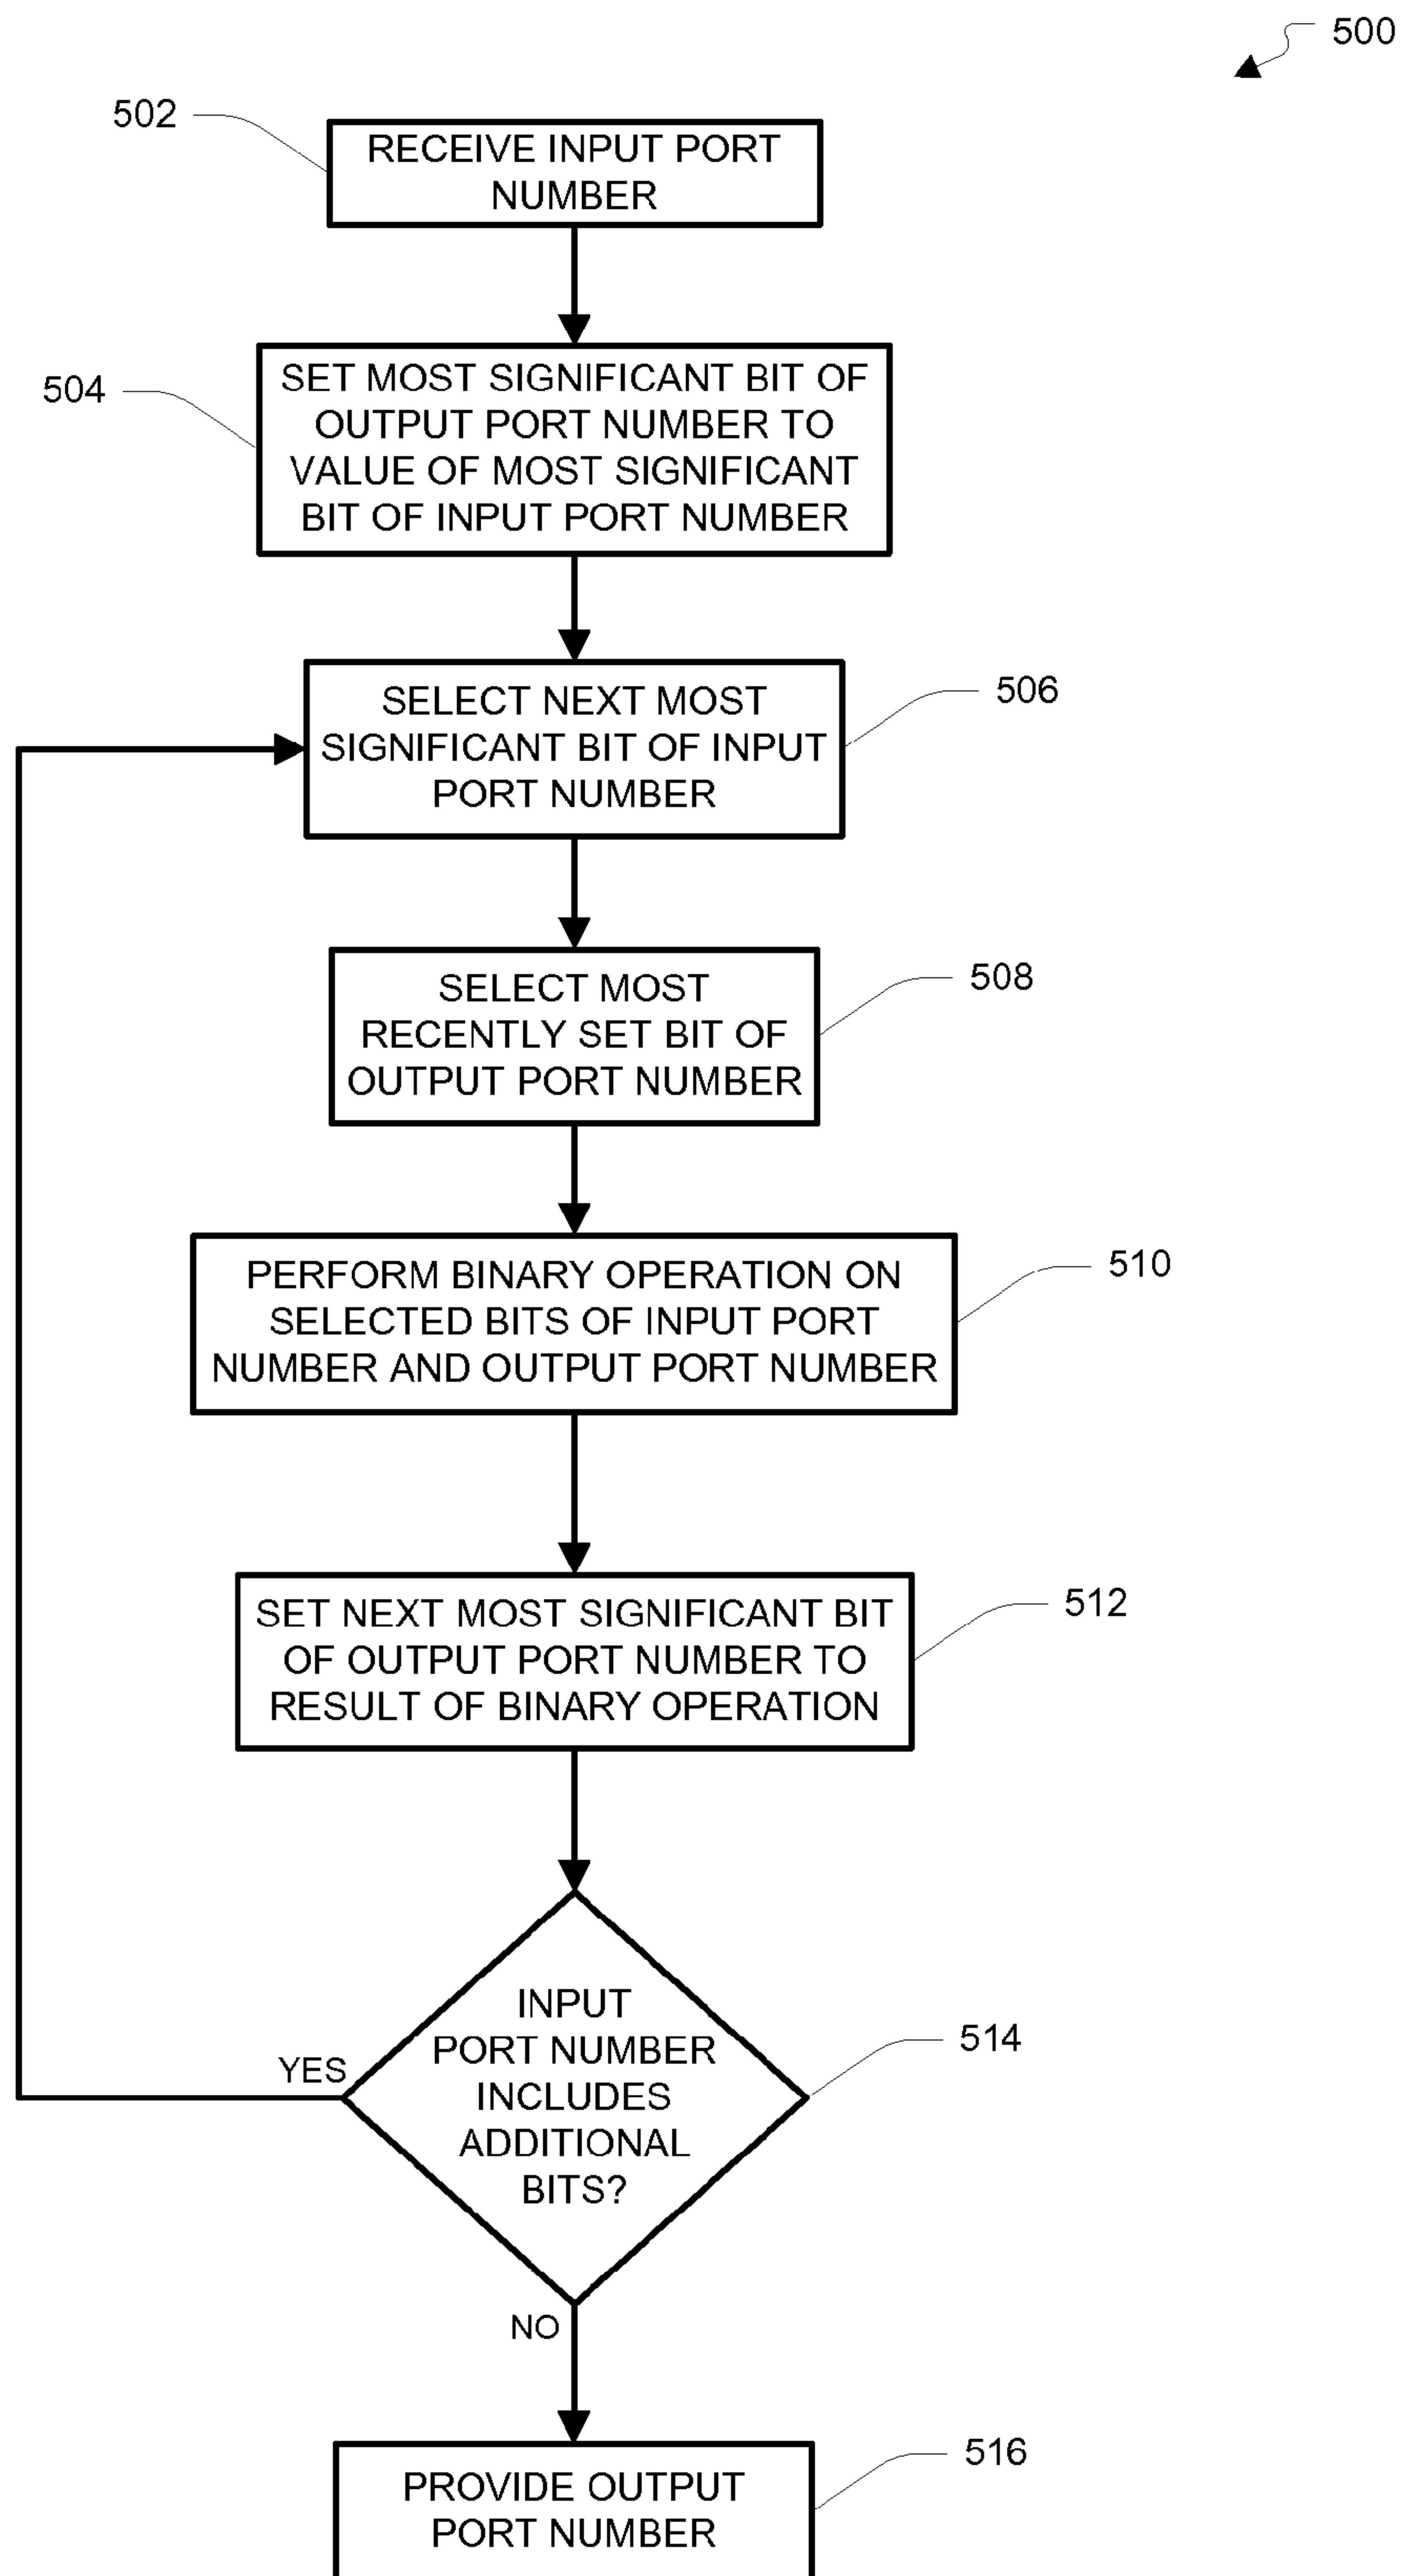 500
502
RECEIVE INPUT PORT
NUMBER
504
SET MOST SIGNIFICANT BIT OF
OUTPUT PORT NUMBER TO
VALUE OF MOST SIGNIFICANT
BIT OF INPUT PORT NUMBER
506
SELECT NEXT MOST
SIGNIFICANT BIT OF INPUT
PORT NUMBER
508
SELECT MOST
RECENTLY SET BIT OF
OUTPUT PORT NUMBER
510
PERFORM BINARY OPERATION ON
SELECTED BITS OF INPUT PORT
NUMBER AND OUTPUT PORT NUMBER
512
SET NEXT MOST SIGNIFICANT BIT
OF OUTPUT PORT NUMBER TO
RESULT OF BINARY OPERATION
514
INPUT
PORT NUMBER
INCLUDES
ADDITIONAL
BITS?
YES
NO
516
PROVIDE OUTPUT
PORT NUMBER